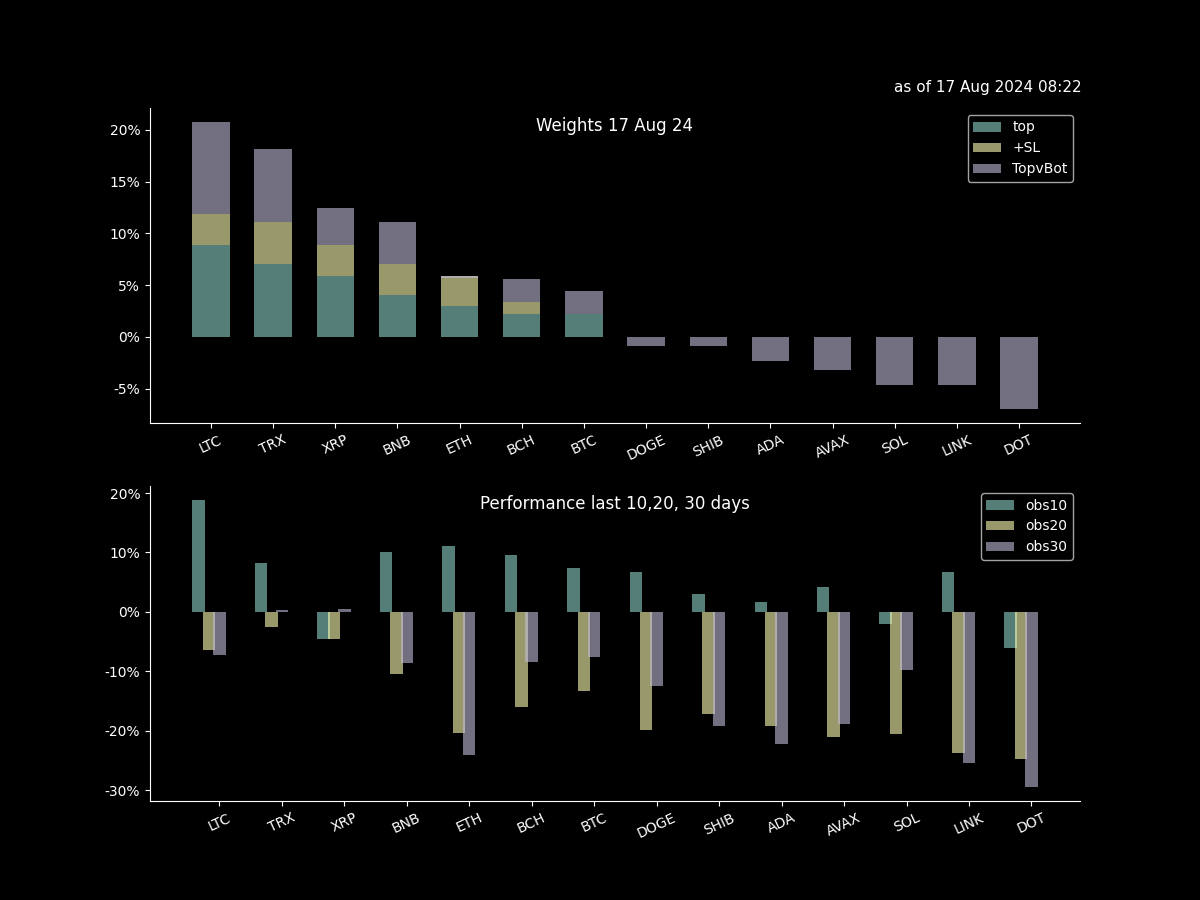 as of 17 Aug 2024 08:22
Weights 17 Aug 24
top
+SL
TopvBot
20%
15%
10%
5%
0%
-5%
LTC TRX XRP BNB ETH BCH BTC DOGE SHIB ADA AVAX SOL LINK DOT
Performance last 10,20, 30 days
obs10
obs20
obs30
20%
10%
0%
-10%
-20%
-30%
LTC TRX XRP BNB ETH BCH BTC DOGE SHIB ADA AVAX SOL LINK DOT